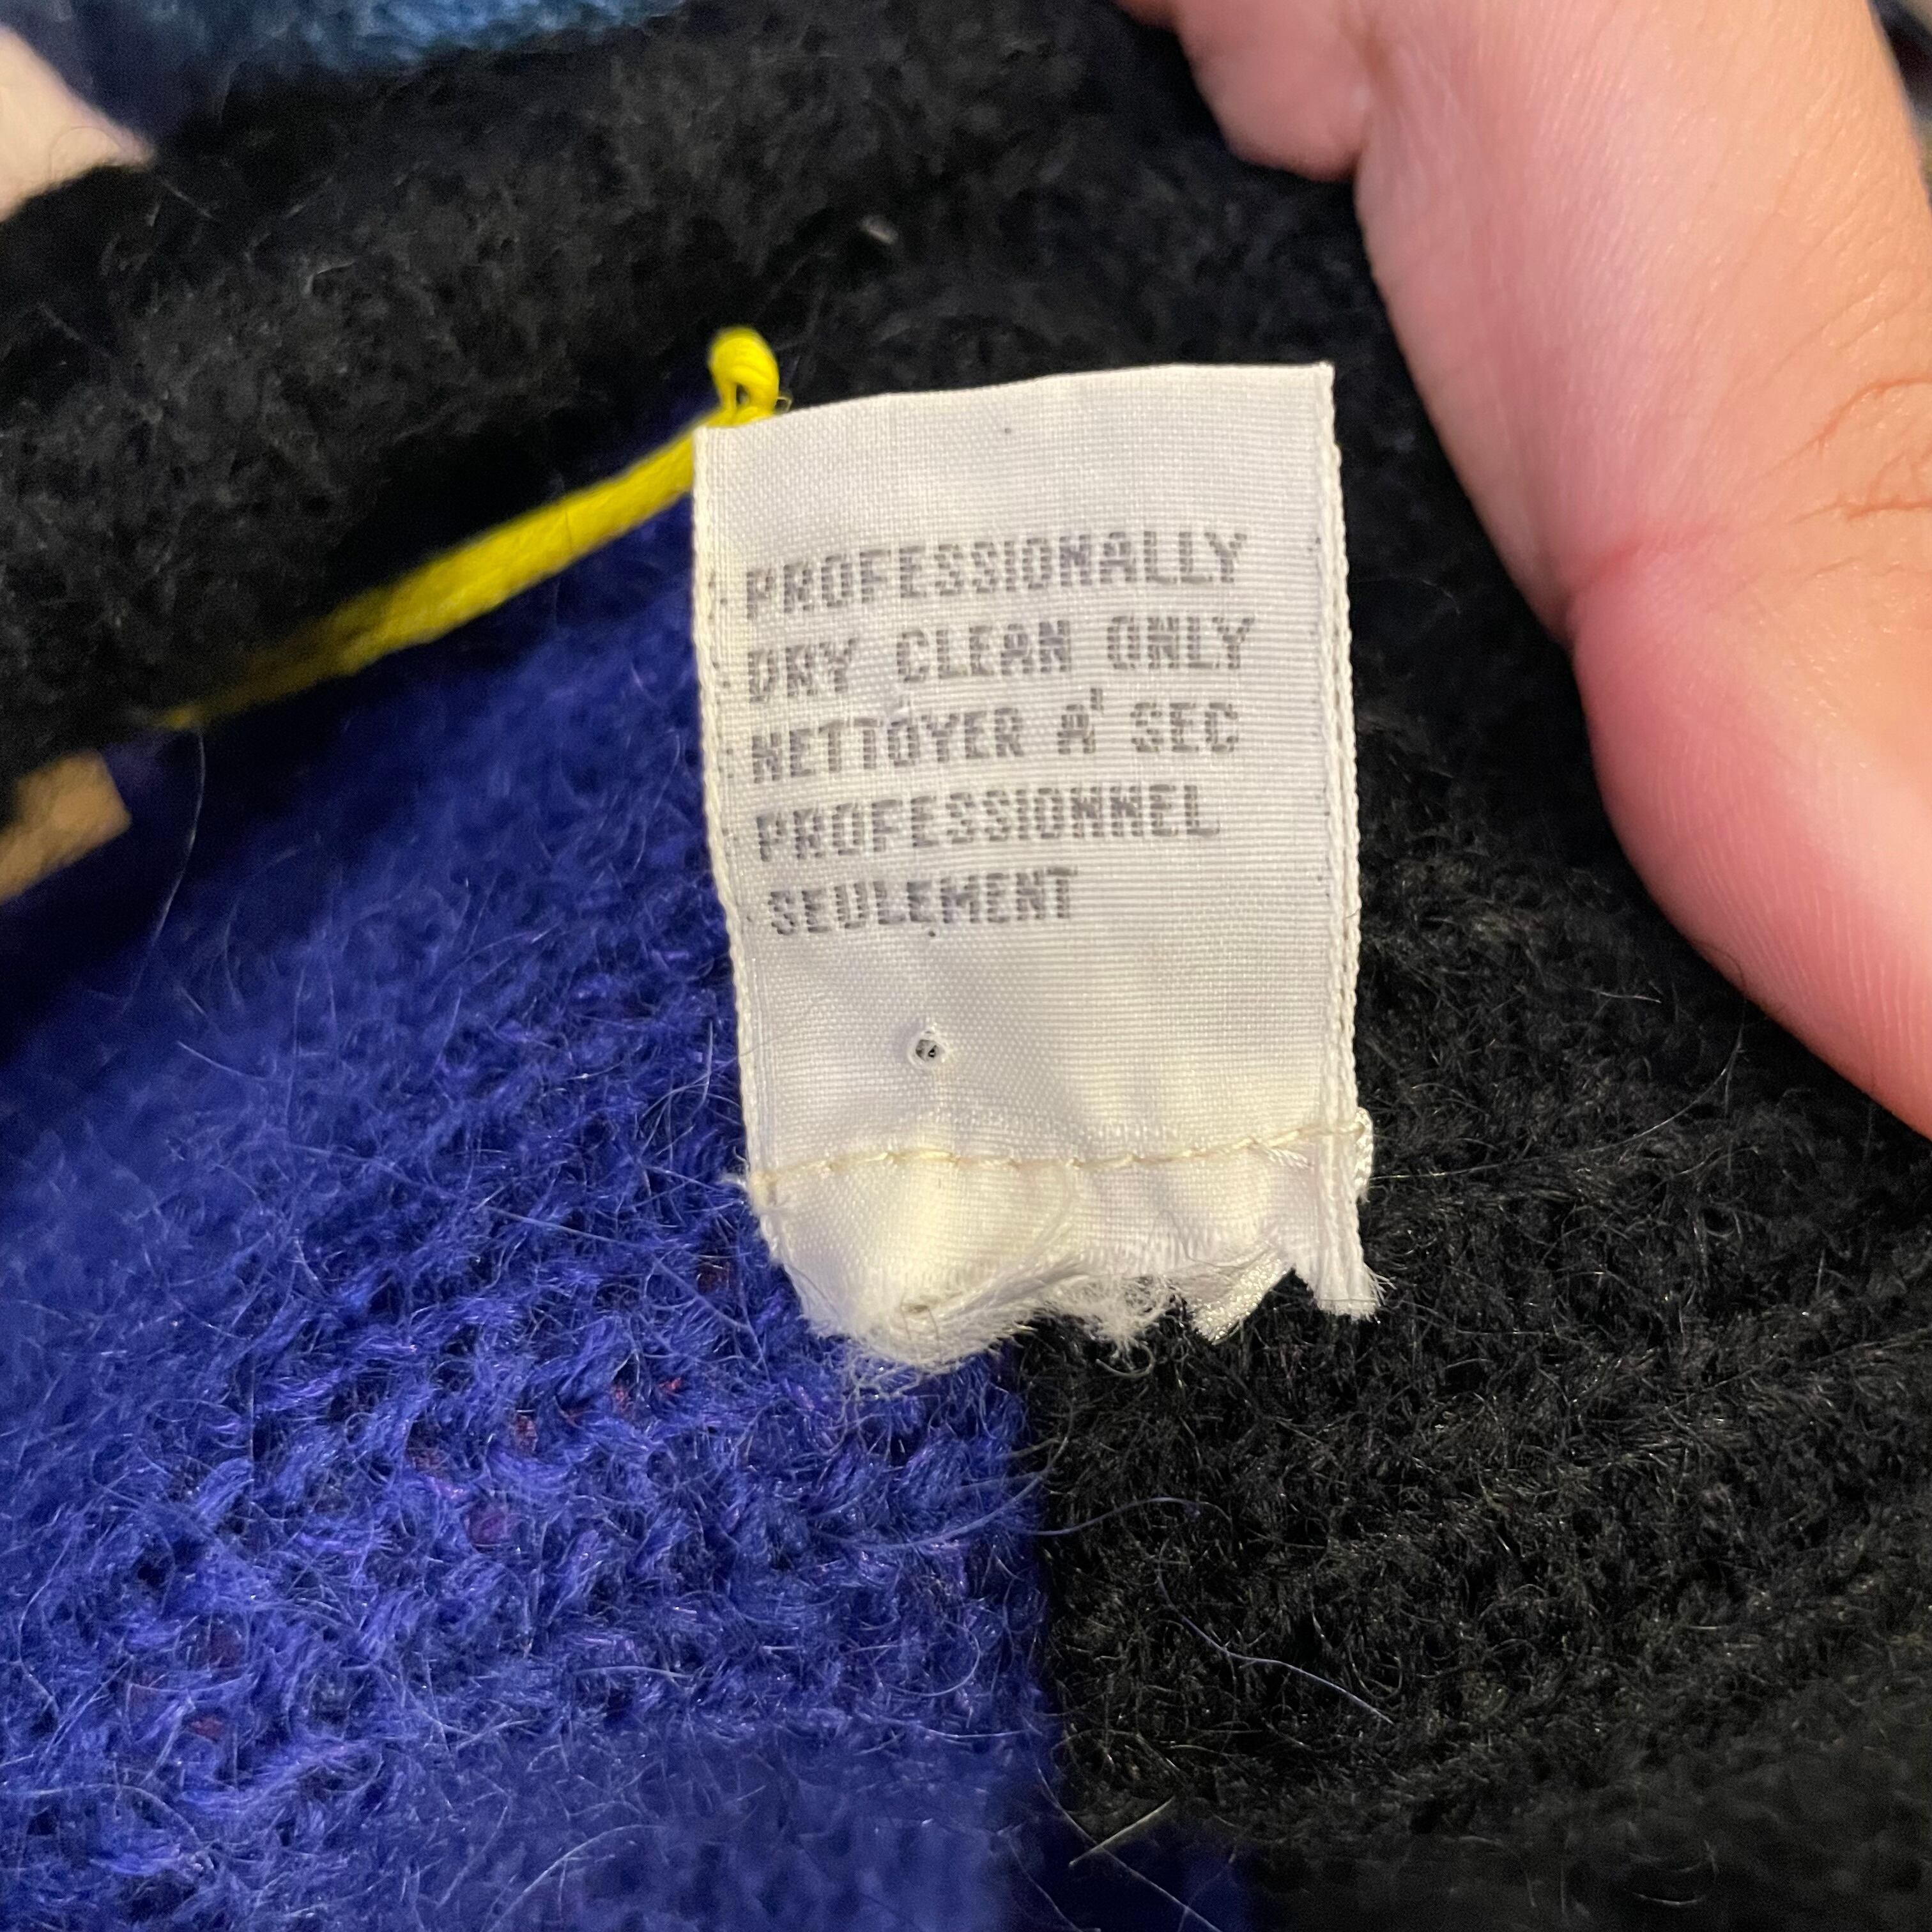 PROFESSIONALLY
DRY CLEAN ONLY
NETTOYER A' SEC
PROFESSIONNEL
SEULEMENT